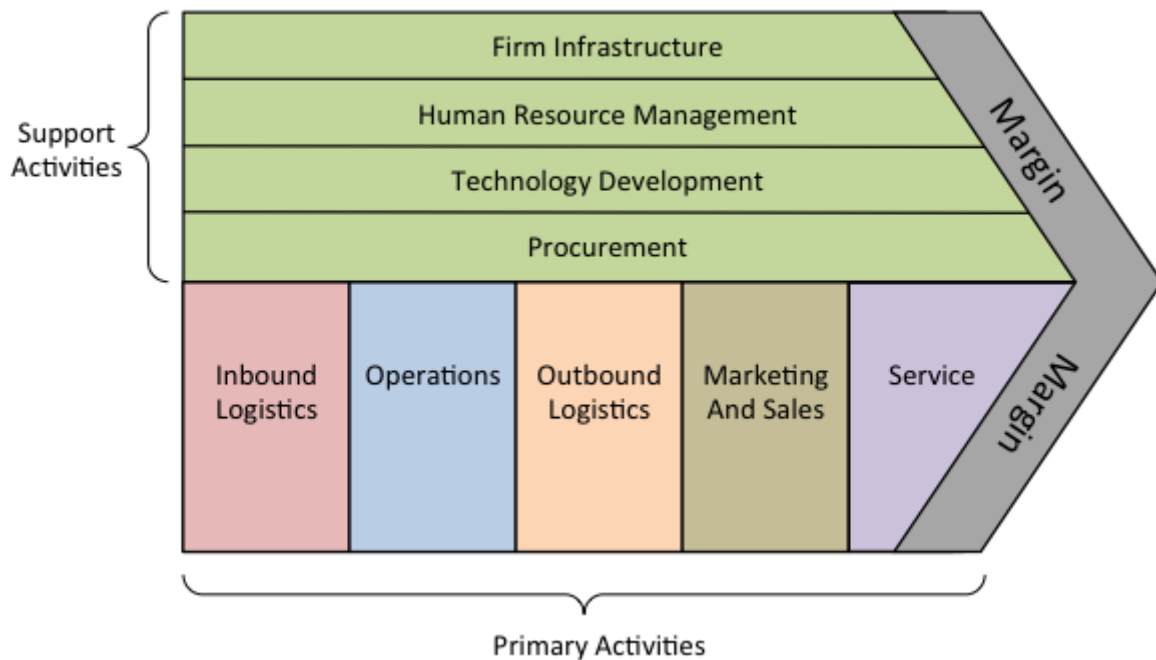 Support
Activities
Firm Infrastructure
Human Resource Management
Technology Development
Procurement
Margin
Inbound
Logistics
Operations
Outbound
Logistics
Marketing
And Sales
Service
Margin
Primary Activities